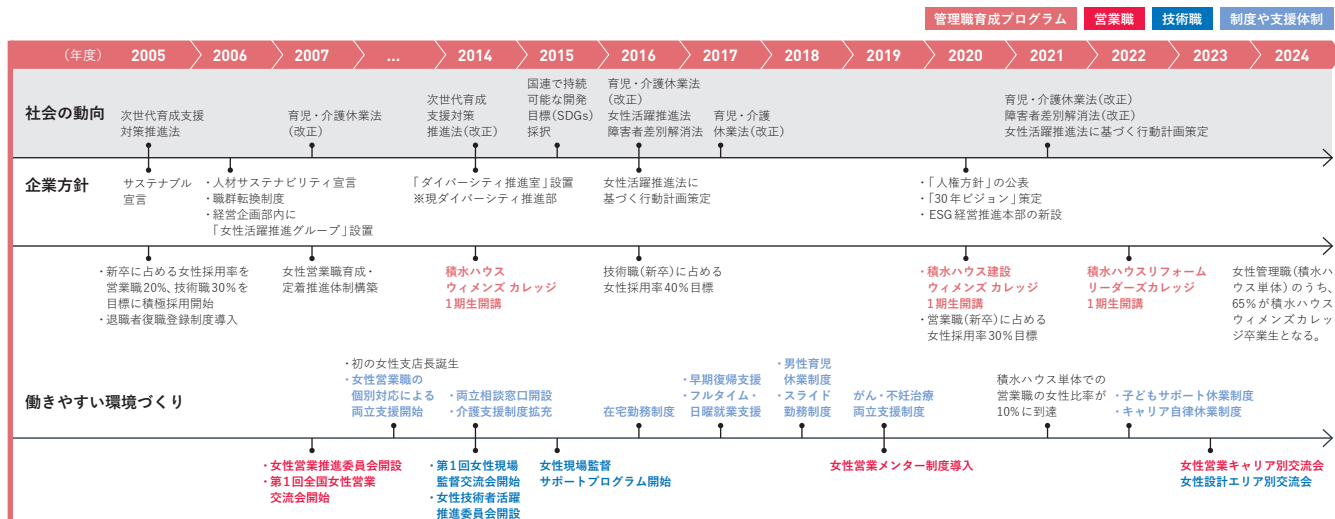 管理職育成プログラム 営業職 技術職 制度や支援体制
(年度) 2005 2006 2007 ... 2014 2015 2016 2017 2018 2019 2020 2021 2022 2023 2024
社会の動向
次世代育成支援
対策推進法
育児・介護休業法
(改正)
次世代育成
支援対策
推進法(改正)
国連で持続
可能な開発
目標(SDGs)
採択
育児・介護休業法
(改正)
女性活躍推進法
障害者差別解消法
育児・介護
休業法(改正)
育児・介護休業法(改正)
障害者差別解消法(改正)
女性活躍推進法に基づく行動計画策定
企業方針
サステナブル
宣言
・人材サステナビリティ宣言
・職群転換制度
・経営企画部内に
「女性活躍推進グループ」設置
「ダイバーシティ推進室」設置
※現ダイバーシティ推進部
女性活躍推進法に
基づく行動計画策定
・「人権方針」の公表
・「30年ビジョン」策定
・ESG経営推進本部の新設
働きやすい環境づくり
・新卒に占める女性採用率を
営業職20%、技術職30%を
目標に積極採用開始
・退職者復職登録制度導入
女性営業職育成・
定着推進体制構築
積水ハウス
ウィメンズ カレッジ
1期生開講
技術職(新卒)に占める
女性採用率40%目標
・積水ハウス建設
ウィメンズ カレッジ
1期生開講
・営業職(新卒)に占める
女性採用率30%目標
積水ハウスリフォーム
リーダーズカレッジ
1期生開講
女性管理職(積水ハ
ウス単体)のうち、
65%が積水ハウス
ウィメンズカレッ
ジ卒業生となる。
・初の女性支店長誕生
・女性営業職の
個別対応による
両立支援開始
・両立相談窓口開設
・介護支援制度拡充
在宅勤務制度
・早期復帰支援
・フルタイム・
日曜就業支援
・男性育児
休業制度
・スライド
勤務制度
がん・不妊治療
両立支援制度
積水ハウス単体での
営業職の女性比率が
10%に到達
・子どもサポート休業制度
・キャリア自律休業制度
・女性営業推進委員会開設
・第1回全国女性営業
交流会開始
・第1回女性現場
監督交流会開始
・女性技術者活躍
推進委員会開設
女性現場監督
サポートプログラム開始
女性営業メンター制度導入
女性営業キャリア別交流会
女性設計エリア別交流会